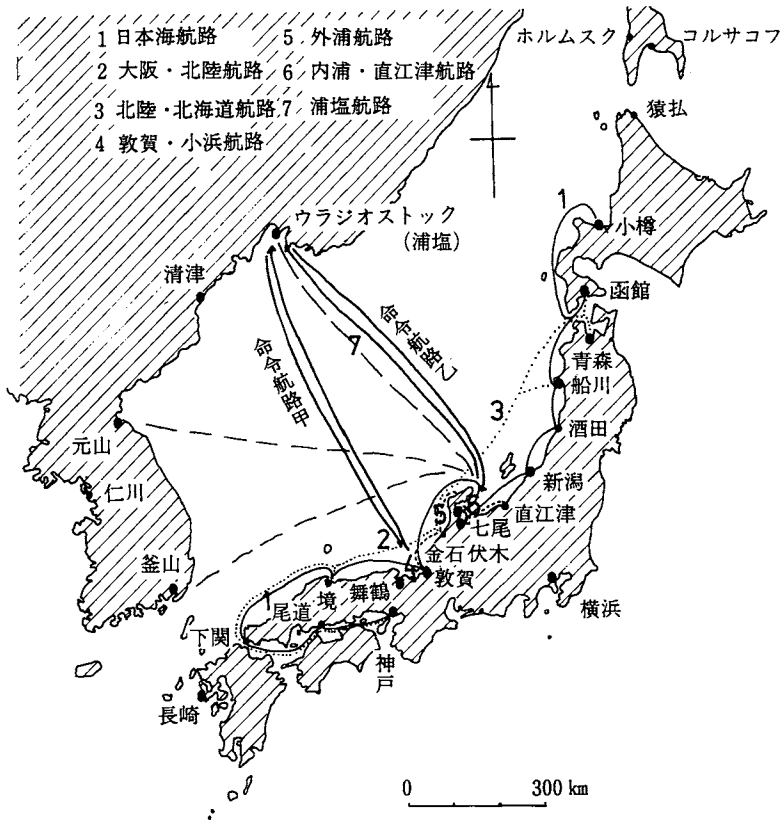 1 日本海航路
2 大阪・北陸航路
3 北陸・北海道航路
4 敦賀・小浜航路
5 外浦航路
6 内浦・直江津航路
7 浦塩航路
ホルムスク
コルサコフ
猿払
1
小樽
函館
青森
船川
酒田
新潟
直江津
ウラジオストック
(浦塩)
清津
命令航路甲
7
命令航路乙
3
元山
仁川
釜山
5
6
七尾
2
金石
伏木
4
敦賀
舞鶴
境
1
尾道
下関
神戸
横浜
長崎
0 300 km